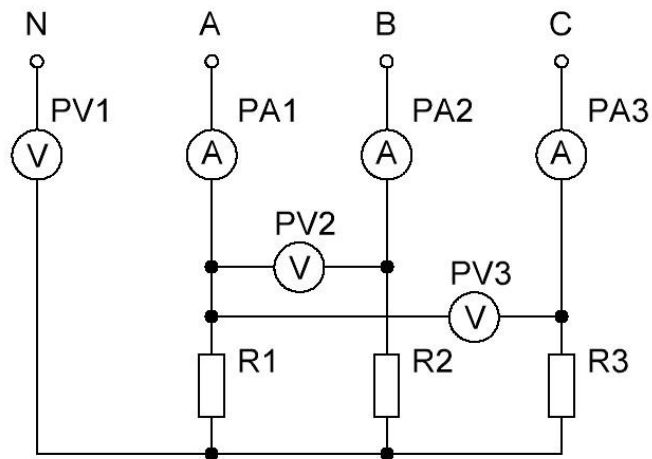 N A B C
PV1 PA1 PA2 PA3
V A A A
PV2
V
PV3
V
R1 R2 R3